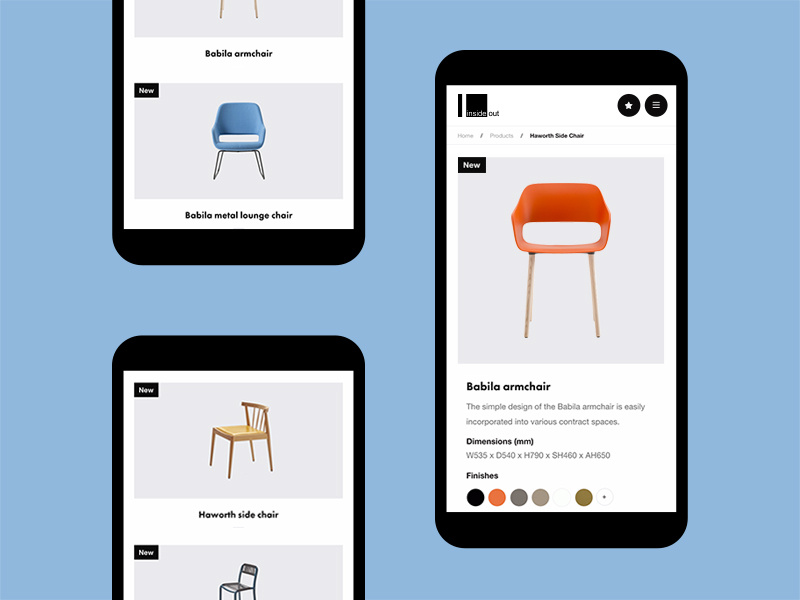 Babila armchair
New
Babila metal lounge chair
New
Haworth side chair
New
inside out
Home / Products / Haworth Side Chair
New
Babila armchair
The simple design of the Babila armchair is easily
incorporated into various contract spaces.
Dimensions (mm)
W535 x D540 x H790 x SH460 x AH650
Finishes